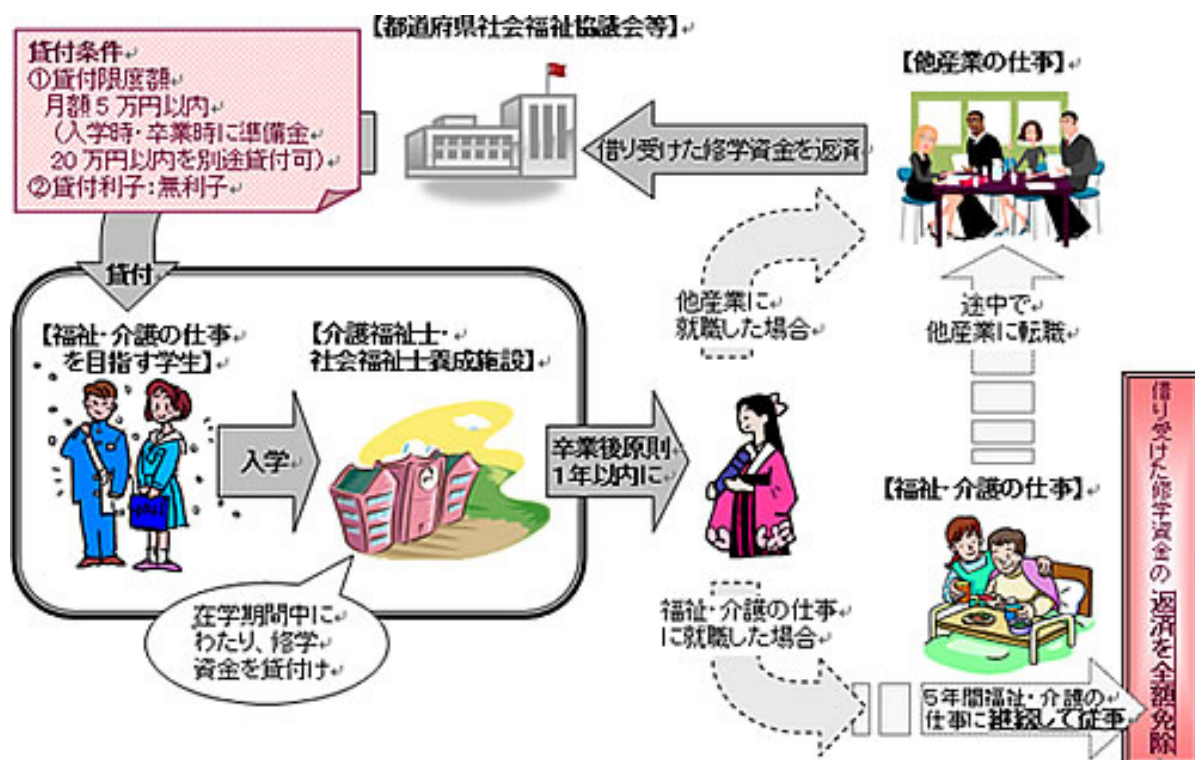 【都道府県社会福祉協議会等】
貸付条件
①貸付限度額
月額5万円以内
(入学時・卒業時に準備金
20万円以内を別途貸付可)
②貸付利子:無利子
貸付
【他産業の仕事】
借り受けた修学資金を返済
【福祉・介護の仕事
を目指す学生】
【介護福祉士・
社会福祉士養成施設】
入学
在学期間中に
わたり、修学
資金を貸付け
卒業後原則
1年以内に
他産業に
就職した場合
途中で
他産業に転職
【福祉・介護の仕事】
福祉・介護の仕事
に就職した場合
5年間福祉・介護の
仕事に継続して従事
借り受けた修学資金の返済を全額免除